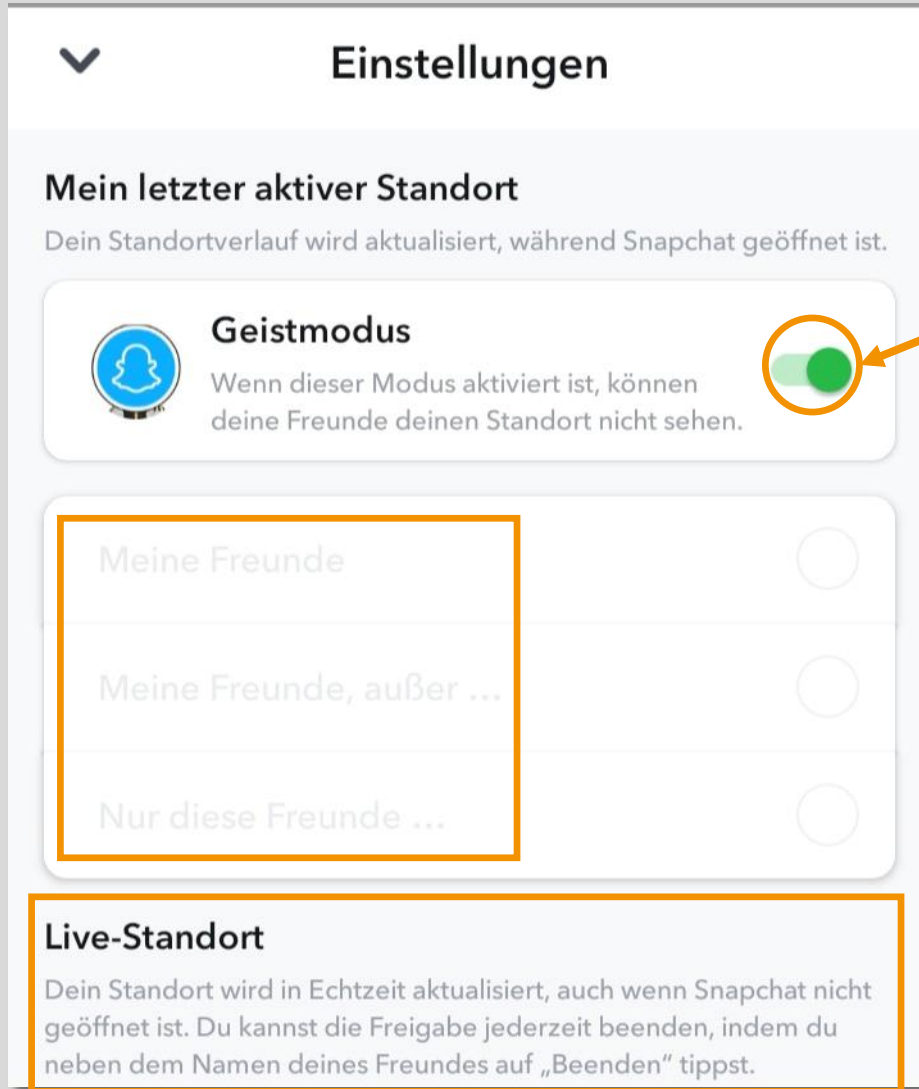 Einstellungen
Mein letzter aktiver Standort
Dein Standortverlauf wird aktualisiert, während Snapchat geöffnet ist.
Geistmodus
Wenn dieser Modus aktiviert ist, können
deine Freunde deinen Standort nicht sehen.
Meine Freunde
Meine Freunde, außer ...
Nur diese Freunde ...
Live-Standort
Dein Standort wird in Echtzeit aktualisiert, auch wenn Snapchat nicht
geöffnet ist. Du kannst die Freigabe jederzeit beenden, indem du
neben dem Namen deines Freundes auf „Beenden“ tippst.